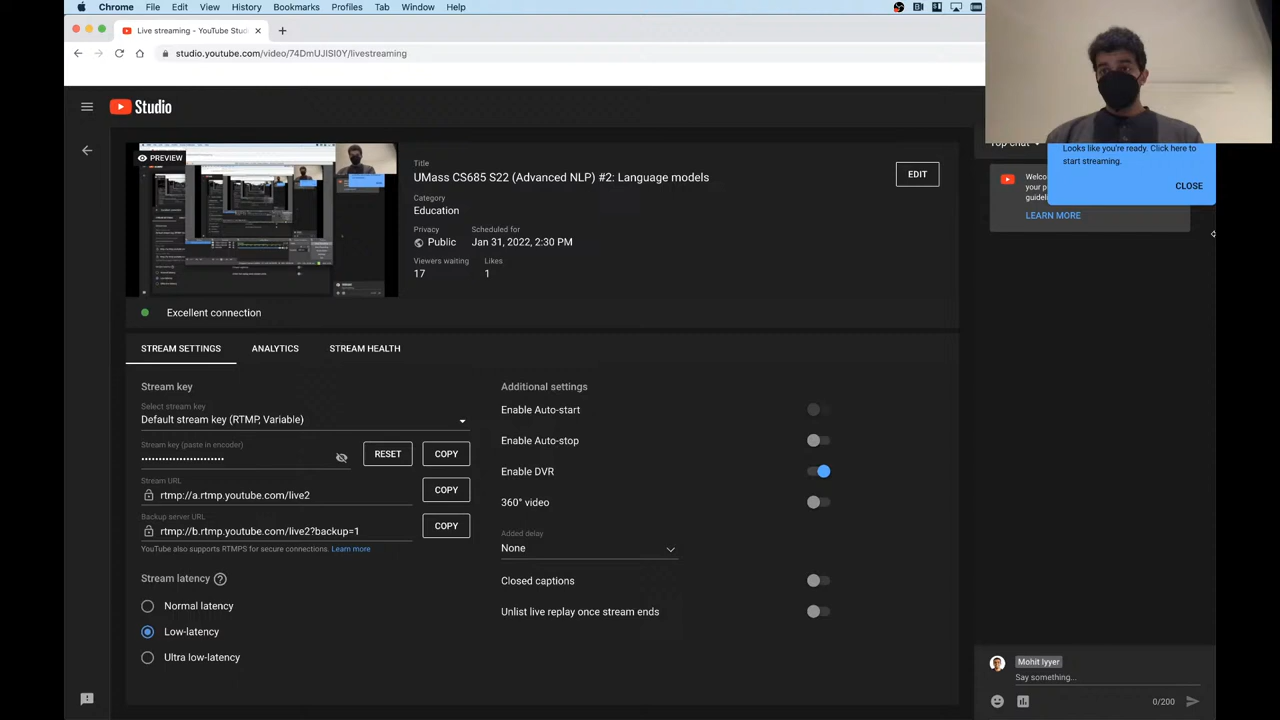 Chrome File Edit View History Bookmarks Profiles Tab Window Help
Live streaming - YouTube Stud
studio.youtube.com/video/74DmUJISI0Y/livestreaming
Studio
PREVIEW
Title
UMass CS685 S22 (Advanced NLP) #2: Language models
EDIT
Category
Education
Privacy Scheduled for
Public Jan 31, 2022, 2:30 PM
Viewers waiting Likes
17 1
Excellent connection
STREAM SETTINGS ANALYTICS STREAM HEALTH
Stream key
Select stream key
Default stream key (RTMP, Variable)
Stream key (paste in encoder)
•••••••••••••••••••••••• RESET COPY
Stream URL
rtmp://a.rtmp.youtube.com/live2 COPY
Backup server URL
rtmp://b.rtmp.youtube.com/live2?backup=1 COPY
YouTube also supports RTMPS for secure connections. Learn more
Stream latency
Normal latency
Low-latency
Ultra low-latency
Additional settings
Enable Auto-start
Enable Auto-stop
Enable DVR
360° video
Added delay
None
Closed captions
Unlist live replay once stream ends
Top chat
Looks like you're ready. Click here to
start streaming.
CLOSE
Welco
your p
guideli
LEARN MORE
Mohit Iyyer
Say something...
0/200